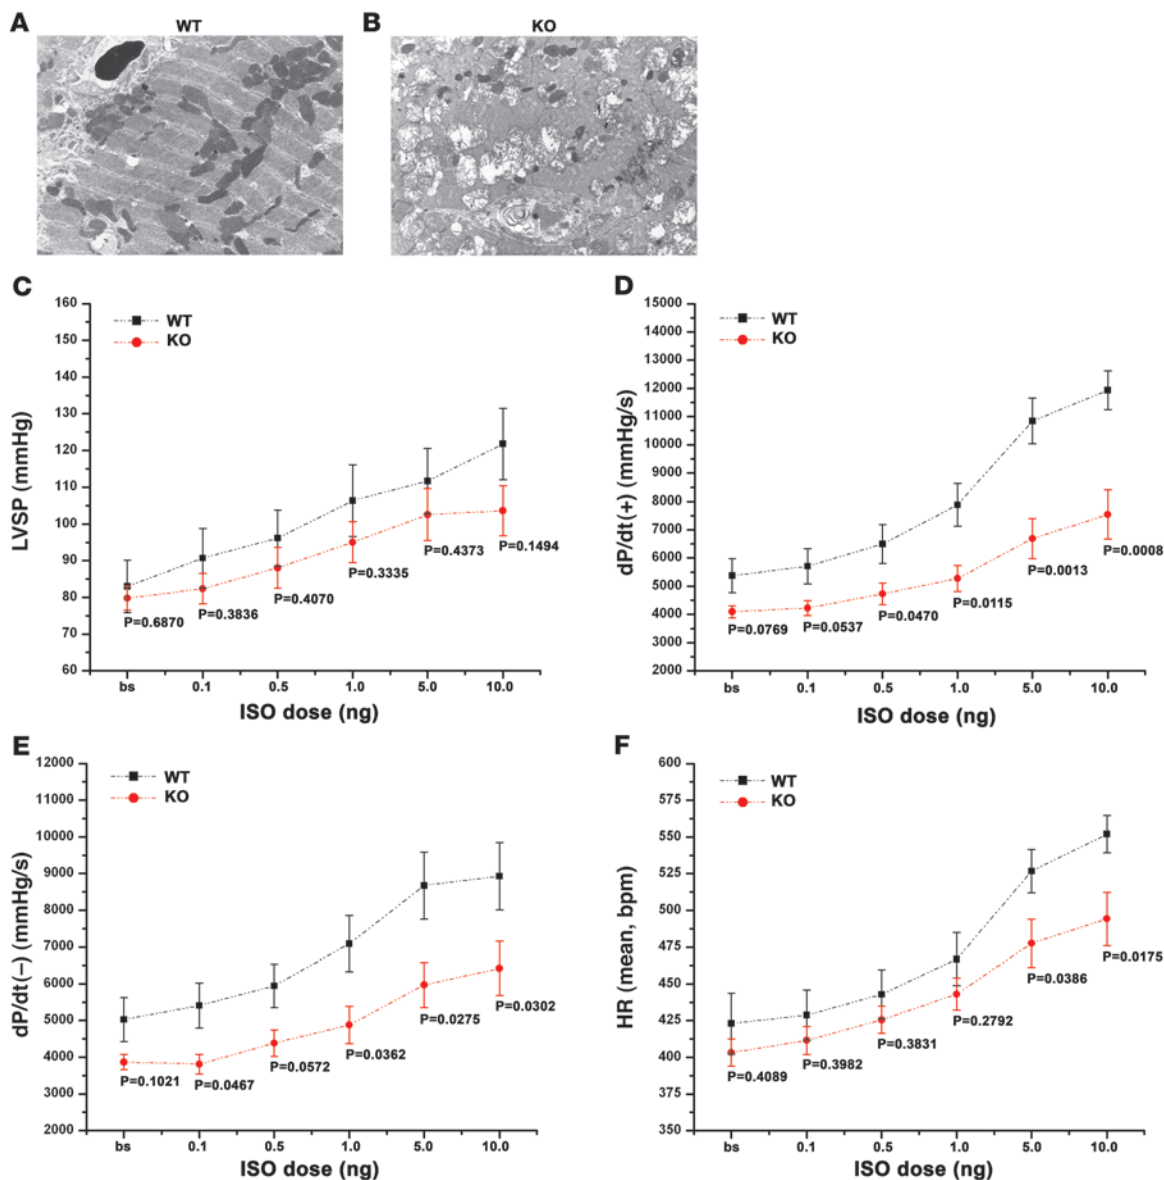 A
WT
B
KO
C
160
150
140
130
120
110
100
90
80
70
60
LVSP (mmHg)
WT
KO
P=0.6870
P=0.3836
P=0.4070
P=0.3335
P=0.4373
P=0.1494
bs
0.1
0.5
1.0
5.0
10.0
ISO dose (ng)
D
15000
14000
13000
12000
11000
10000
9000
8000
7000
6000
5000
4000
3000
2000
dP/dt(+) (mmHg/s)
WT
KO
P=0.0769
P=0.0537
P=0.0470
P=0.0115
P=0.0013
P=0.0008
bs
0.1
0.5
1.0
5.0
10.0
ISO dose (ng)
E
12000
11000
10000
9000
8000
7000
6000
5000
4000
3000
2000
dP/dt(–) (mmHg/s)
WT
KO
P=0.1021
P=0.0467
P=0.0572
P=0.0362
P=0.0275
P=0.0302
bs
0.1
0.5
1.0
5.0
10.0
ISO dose (ng)
F
600
575
550
525
500
475
450
425
400
375
350
HR (mean, bpm)
WT
KO
P=0.4089
P=0.3982
P=0.3831
P=0.2792
P=0.0386
P=0.0175
bs
0.1
0.5
1.0
5.0
10.0
ISO dose (ng)